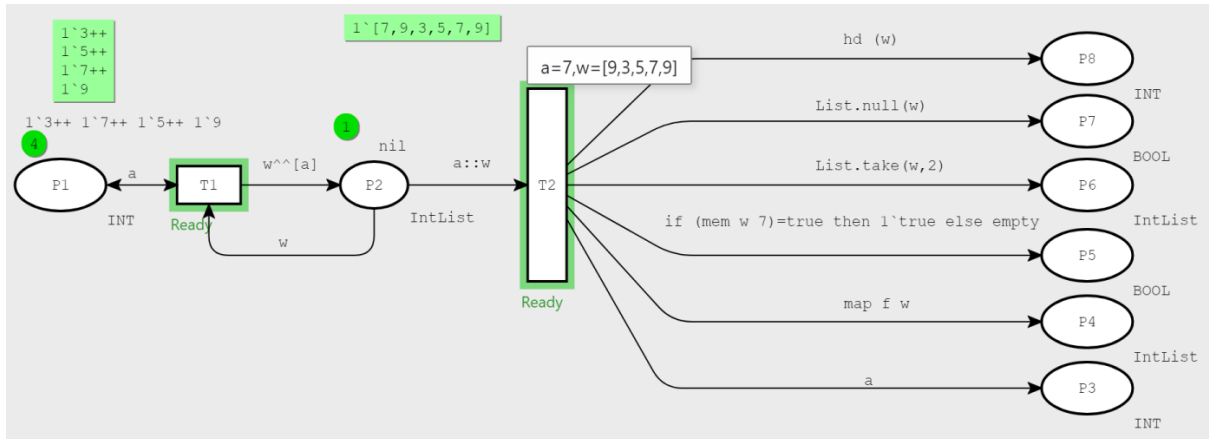 1`3++
1`5++
1`7++
1`9
1`[7,9,3,5,7,9]
a=7,w=[9,3,5,7,9]
1`3++ 1`7++ 1`5++ 1`9
4
P1
INT
a
T1
Ready
w^^[a]
w
1
nil
P2
IntList
a::w
T2
Ready
hd (w)
P8
INT
List.null(w)
P7
BOOL
List.take(w,2)
P6
IntList
if (mem w 7)=true then 1`true else empty
P5
BOOL
map f w
P4
IntList
a
P3
INT